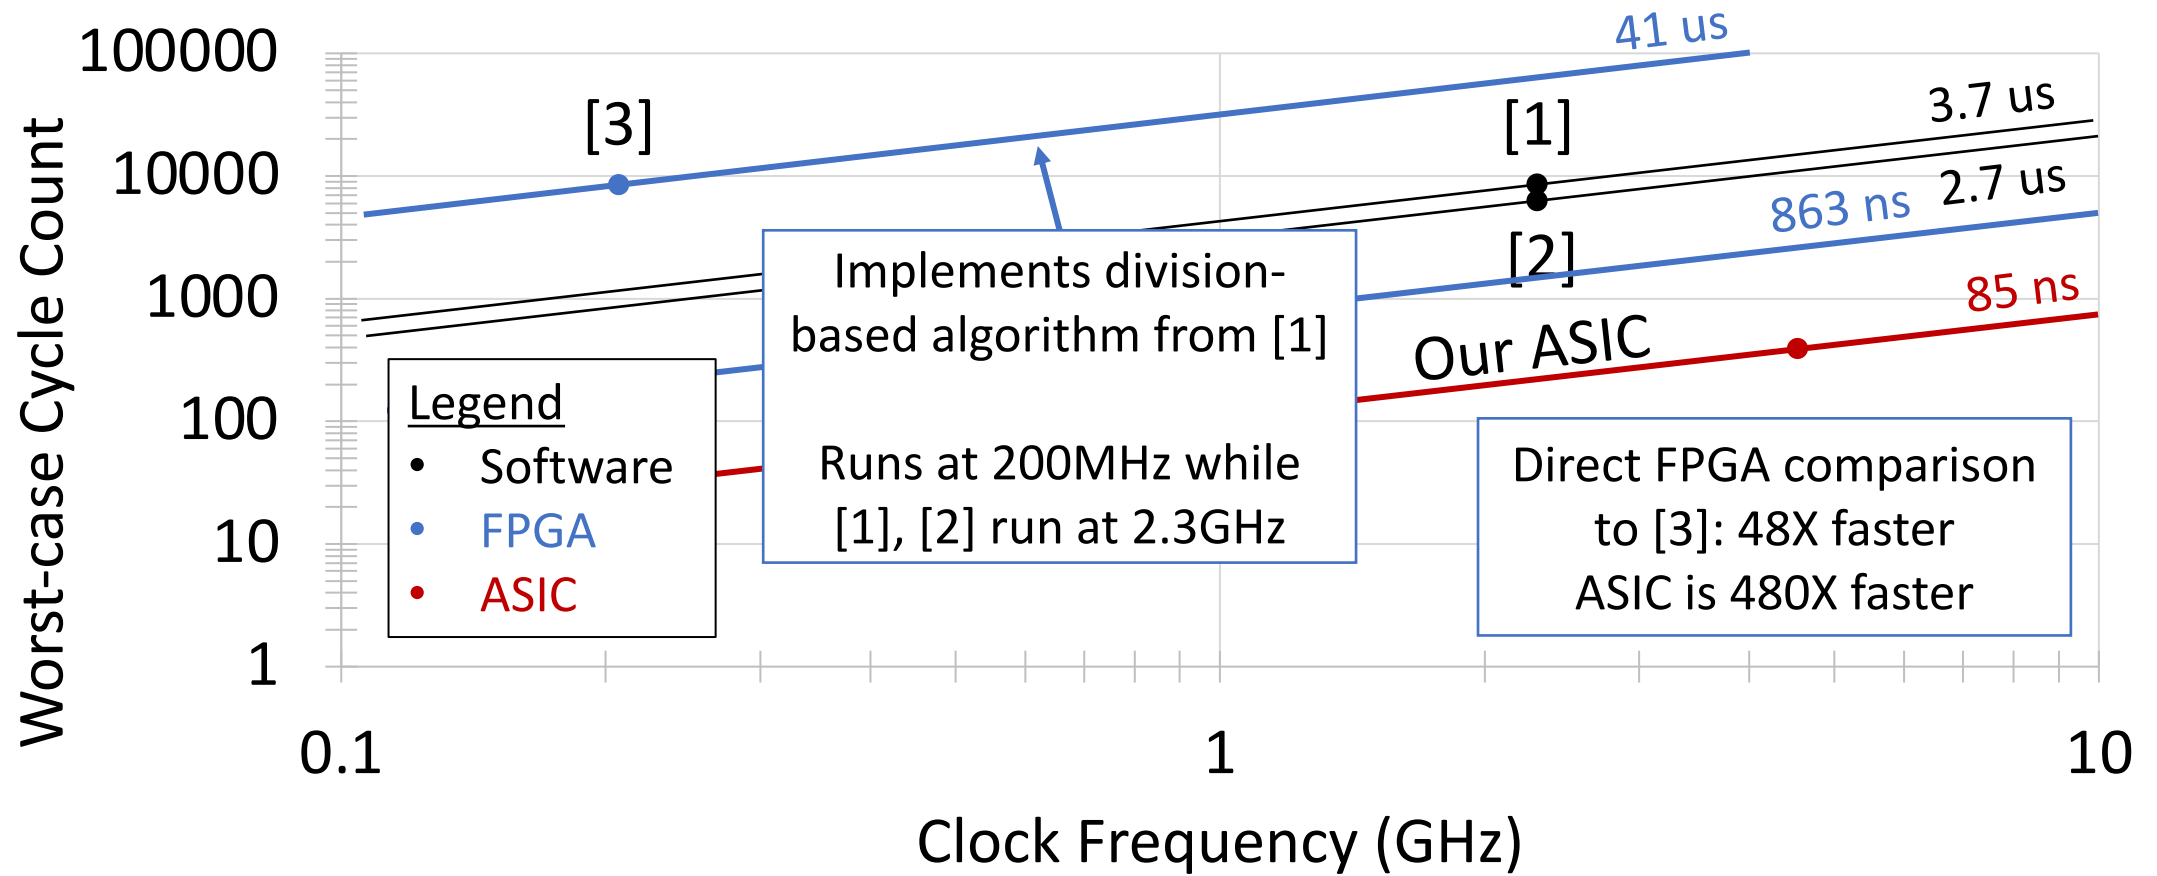 100000
10000
1000
100
10
1
Worst-case Cycle Count
0.1
1
10
Clock Frequency (GHz)
41 us
3.7 us
2.7 us
863 ns
85 ns
[3]
[1]
[2]
Our ASIC
Implements division-
based algorithm from [1]
Runs at 200MHz while
[1], [2] run at 2.3GHz
Legend
• Software
• FPGA
• ASIC
Direct FPGA comparison
to [3]: 48X faster
ASIC is 480X faster